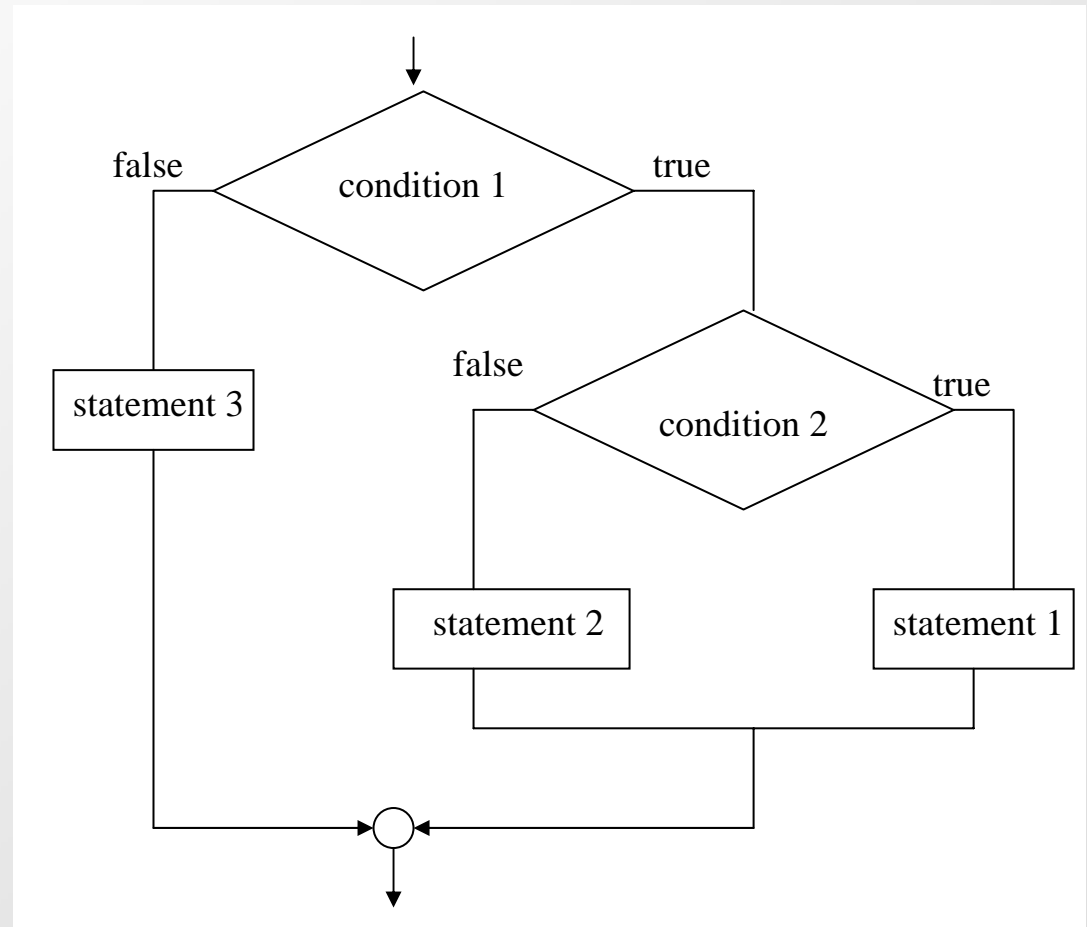 false
condition 1
true
false
condition 2
true
statement 3
statement 2
statement 1